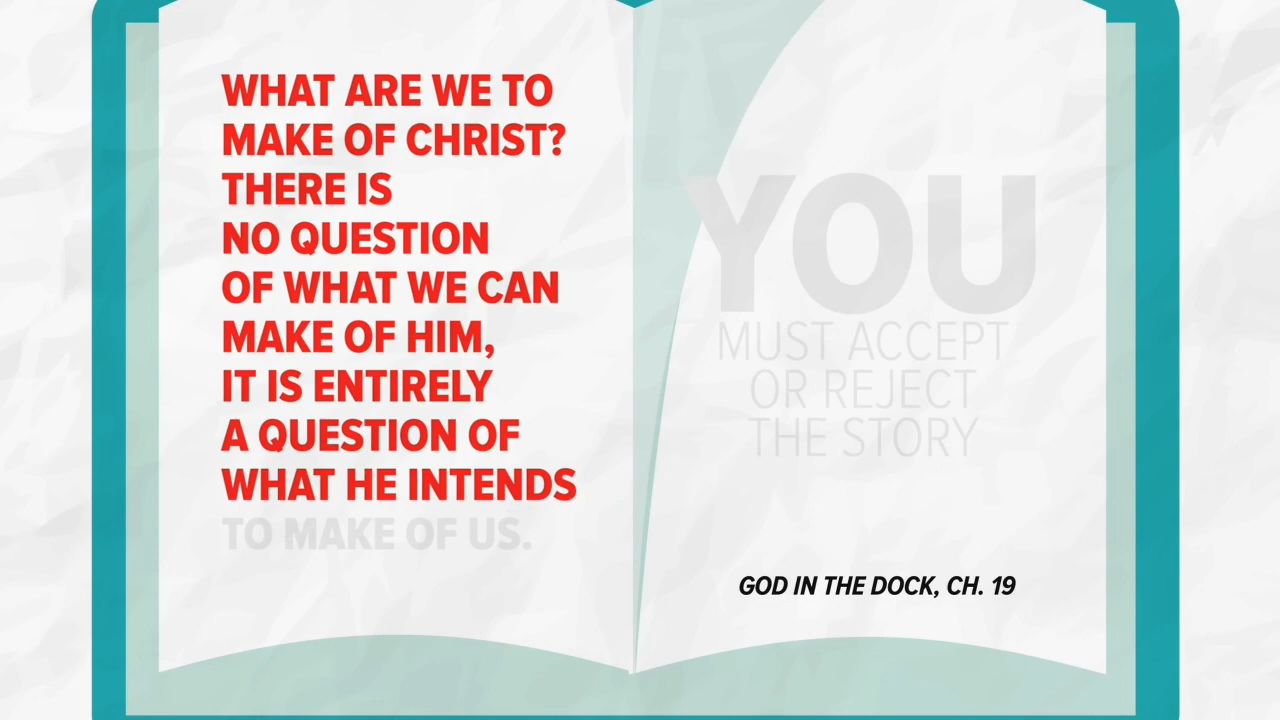 WHAT ARE WE TO
MAKE OF CHRIST?
THERE IS
NO QUESTION
OF WHAT WE CAN
MAKE OF HIM,
IT IS ENTIRELY
A QUESTION OF
WHAT HE INTENDS
TO MAKE OF US.
YOU
MUST ACCEPT
OR REJECT
THE STORY
GOD IN THE DOCK, CH. 19